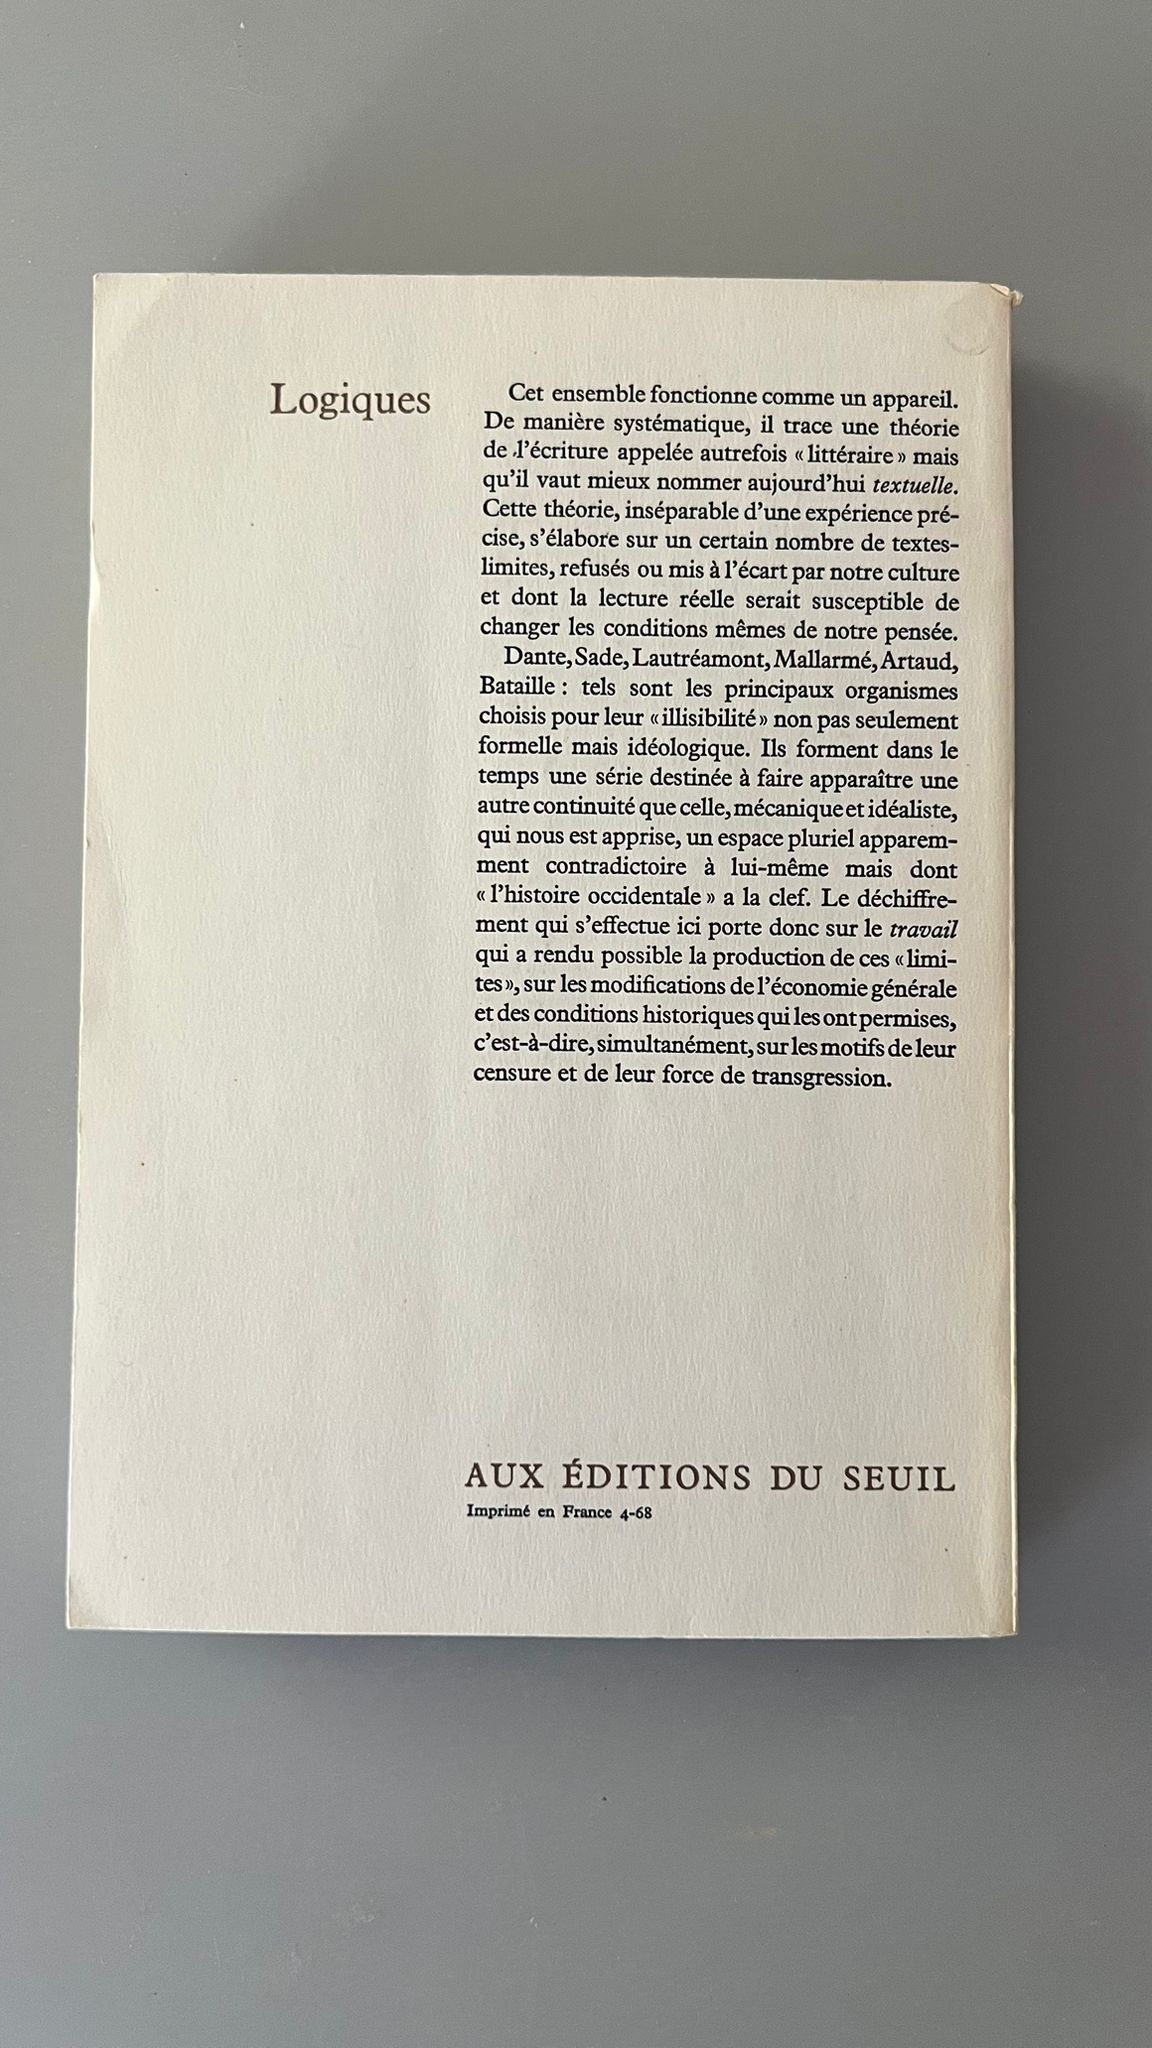 Logiques
Cet ensemble fonctionne comme un appareil.
De manière systématique, il trace une théorie
de l'écriture appelée autrefois « littéraire » mais
qu'il vaut mieux nommer aujourd'hui textuelle.
Cette théorie, inséparable d'une expérience pré-
cise, s'élabore sur un certain nombre de textes-
limites, refusés ou mis à l'écart par notre culture
et dont la lecture réelle serait susceptible de
changer les conditions mêmes de notre pensée.
Dante, Sade, Lautréamont, Mallarmé, Artaud,
Bataille : tels sont les principaux organismes
choisis pour leur « illisibilité » non pas seulement
formelle mais idéologique. Ils forment dans le
temps une série destinée à faire apparaître une
autre continuité que celle, mécanique et idéaliste,
qui nous est apprise, un espace pluriel apparem-
ment contradictoire à lui-même mais dont
« l'histoire occidentale » a la clef. Le déchiffre-
ment qui s'effectue ici porte donc sur le travail
qui a rendu possible la production de ces « limi-
tes », sur les modifications de l'économie générale
et des conditions historiques qui les ont permises,
c'est-à-dire, simultanément, sur les motifs de leur
censure et de leur force de transgression.
AUX ÉDITIONS DU SEUIL
Imprimé en France 4-68